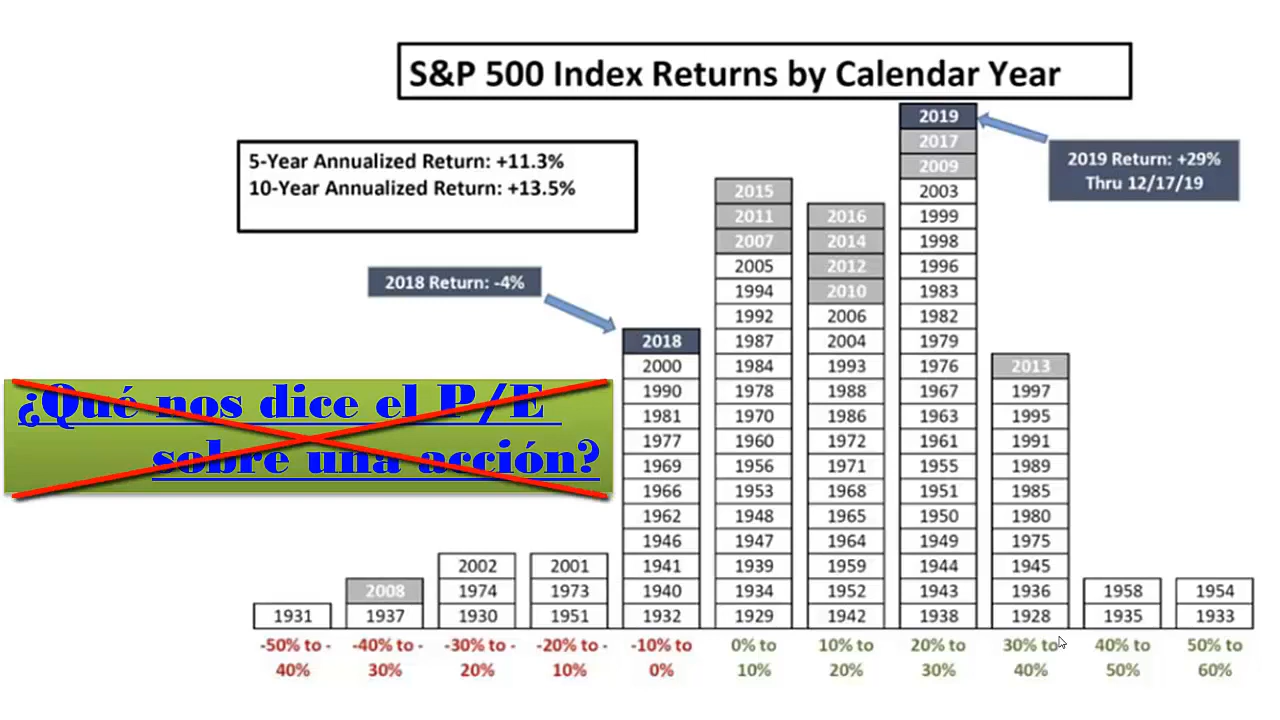 S&P 500 Index Returns by Calendar Year
5-Year Annualized Return: +11.3%
10-Year Annualized Return: +13.5%
2019 Return: +29%
Thru 12/17/19
2018 Return: -4%
¿Qué nos dice el P/E
sobre una acción?
2019
2017
2009
2015 2003
2011 2016 1999
2007 2014 1998
2005 2012 1996
1994 2010 1983
1992 2006 1982
2018 1987 2004 1979
2000 1984 1993 1976 2013
1990 1978 1988 1967 1997
1981 1970 1986 1963 1995
1977 1960 1972 1961 1991
1969 1956 1971 1955 1989
1966 1953 1968 1951 1985
1962 1948 1965 1950 1980
1946 1947 1964 1949 1975
2002 2001 1941 1939 1959 1944 1945
2008 1974 1973 1940 1934 1952 1943 1936 1958 1954
1931 1937 1930 1951 1932 1929 1942 1938 1928 1935 1933
-50% to - -40% to - -30% to - -20% to - -10% to 0% to 10% to 20% to 30% to 40% to 50% to
40% 30% 20% 10% 0% 10% 20% 30% 40% 50% 60%